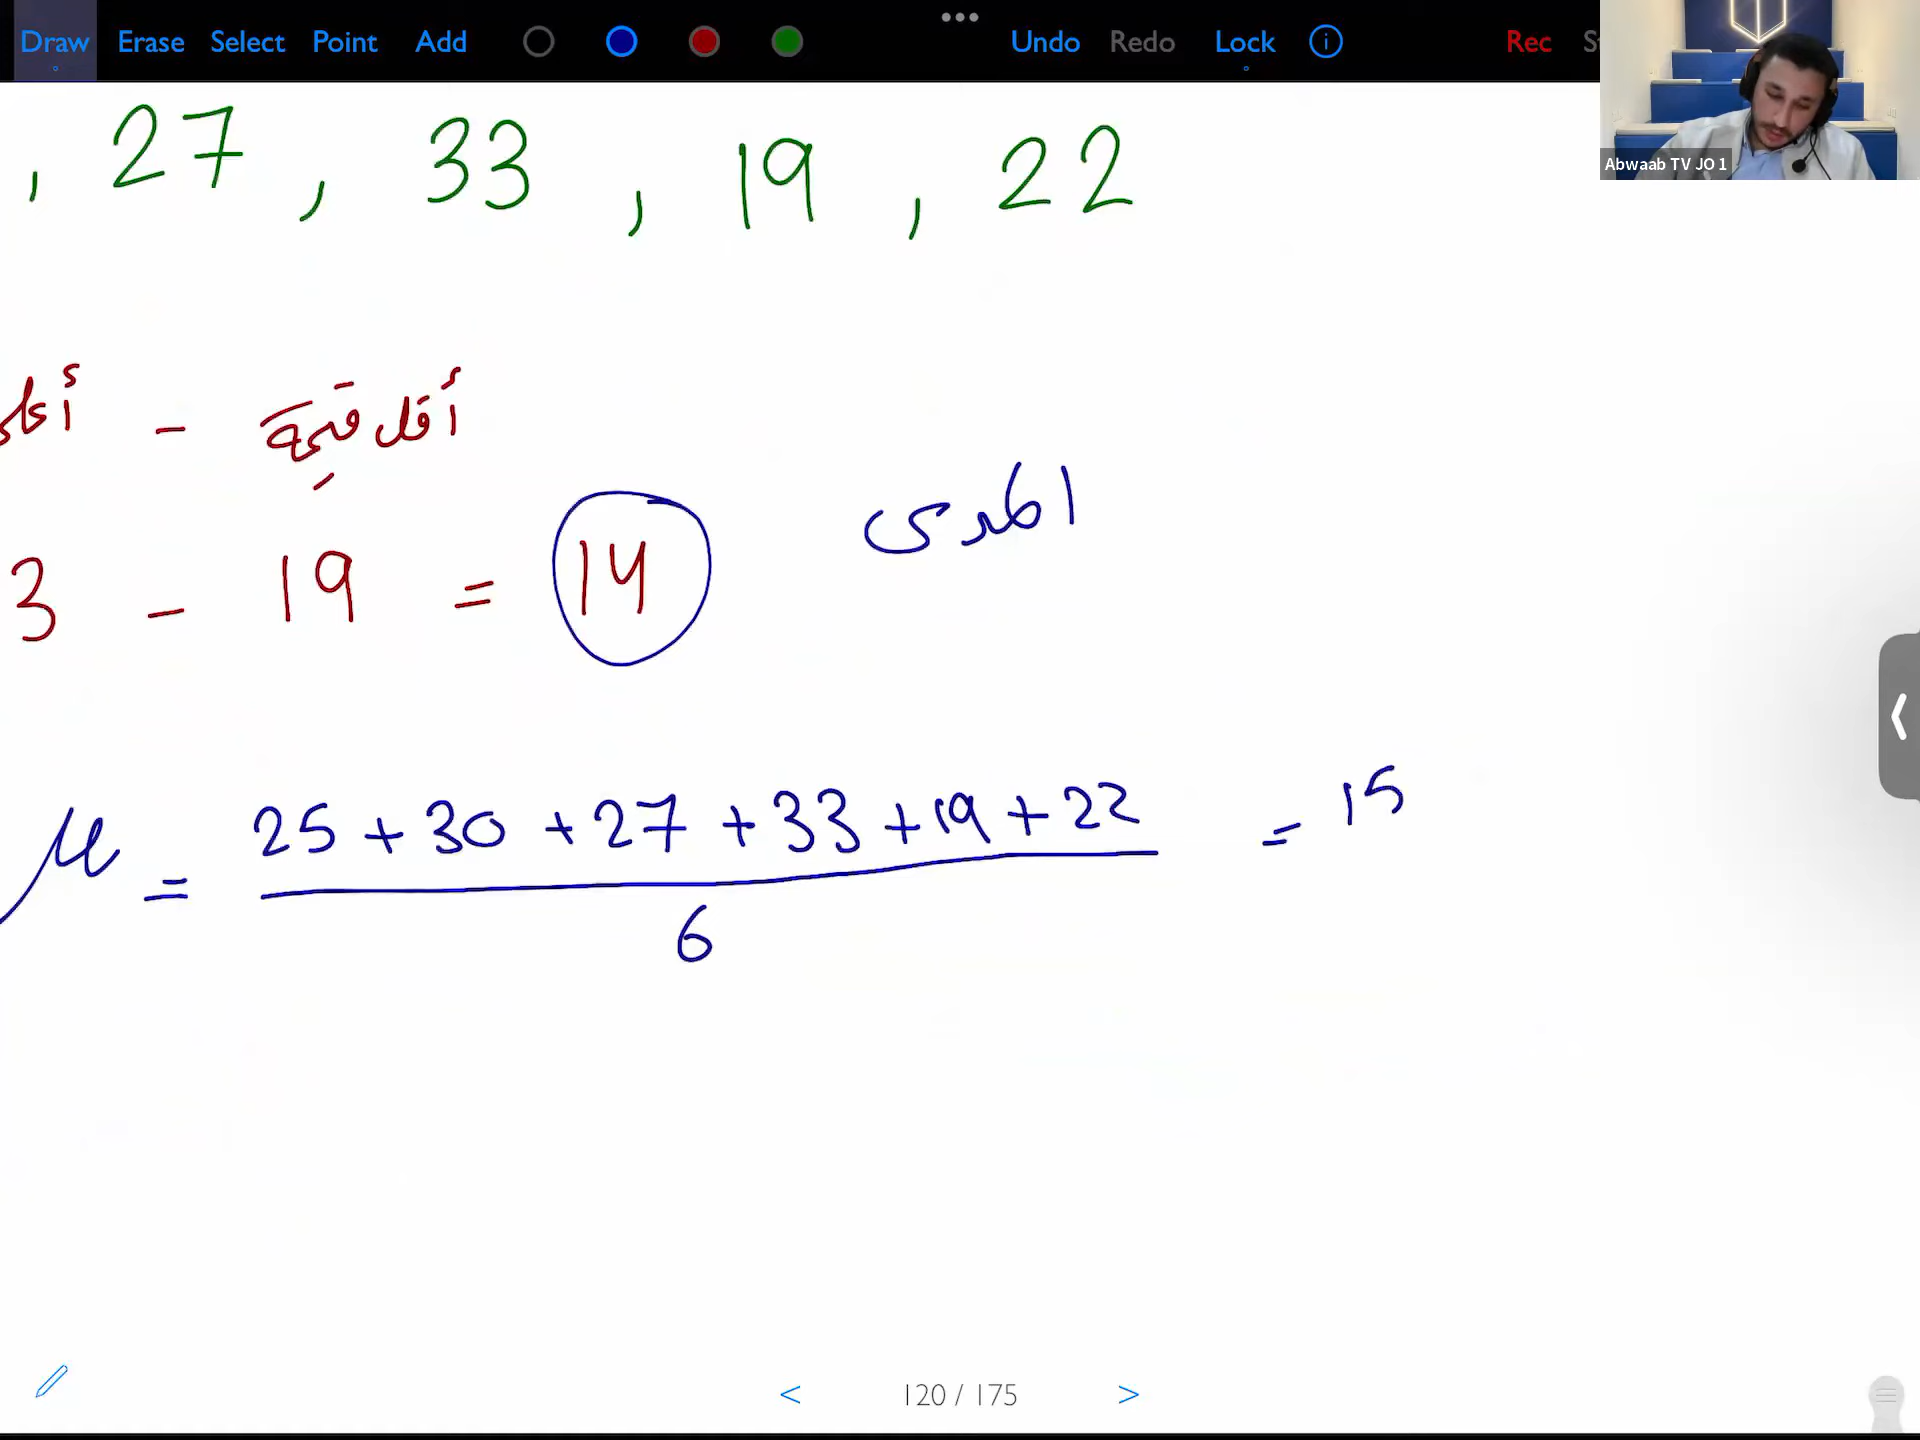 Draw Erase Select Point Add Undo Redo Lock Rec
Abwaab TV JO 1
, 27 , 33 , 19 , 22
- أقل قيمة
3 - 19 = 14
المدى
μ = 25 + 30 + 27 + 33 + 19 + 22 = 15
6
< 120 / 175 >